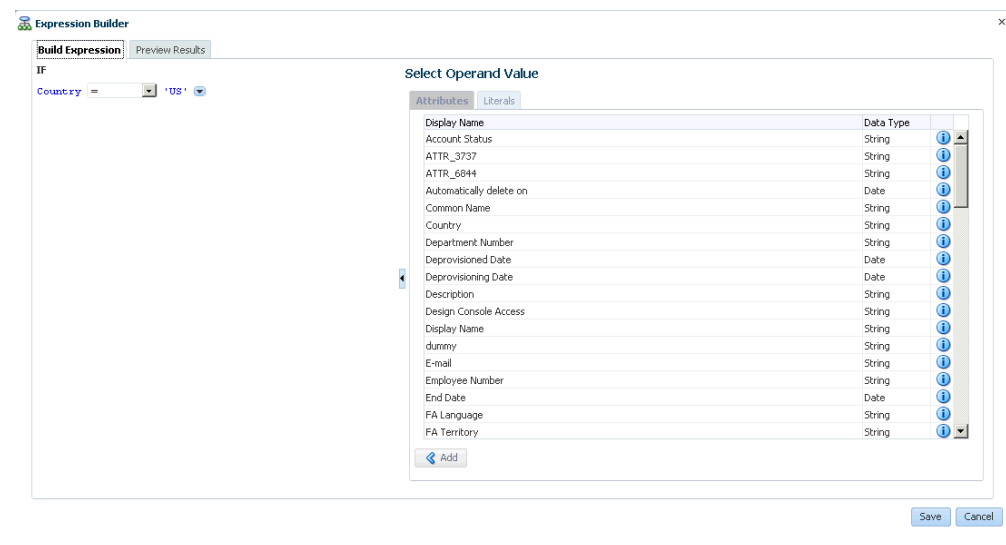 Expression Builder
Build Expression Preview Results
IF
Country = 'US'
Select Operand Value
Attributes Literals
Display Name Data Type
Account Status String
ATTR_3737 String
ATTR_6844 String
Automatically delete on Date
Common Name String
Country String
Department Number String
Deprovisioned Date Date
Deprovisioning Date Date
Description String
Design Console Access String
Display Name String
dummy String
E-mail String
Employee Number String
End Date Date
FA Language String
FA Territory String
Add
Save Cancel